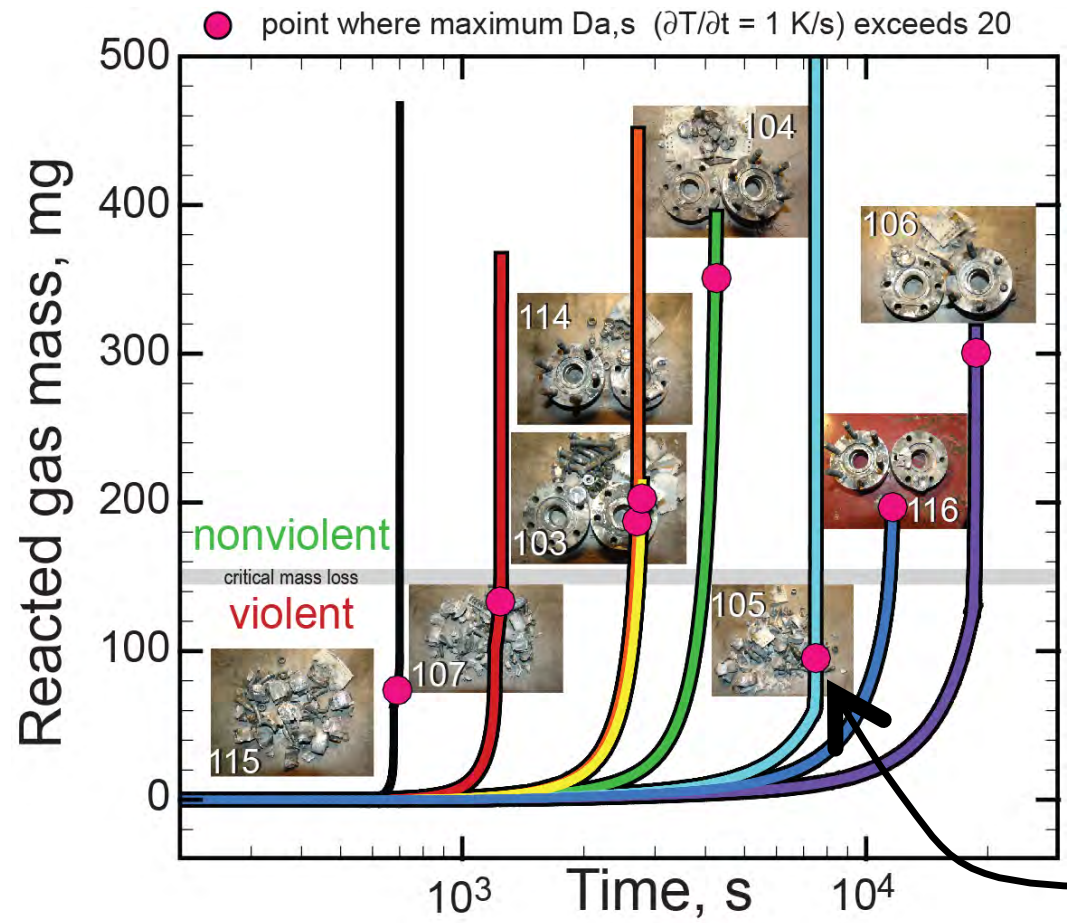 point where maximum Da,s (∂T/∂t = 1 K/s) exceeds 20
500
400
300
200
100
0
Reacted gas mass, mg
104
106
114
103
116
nonviolent
critical mass loss
violent
105
107
115
10³
Time, s
10⁴